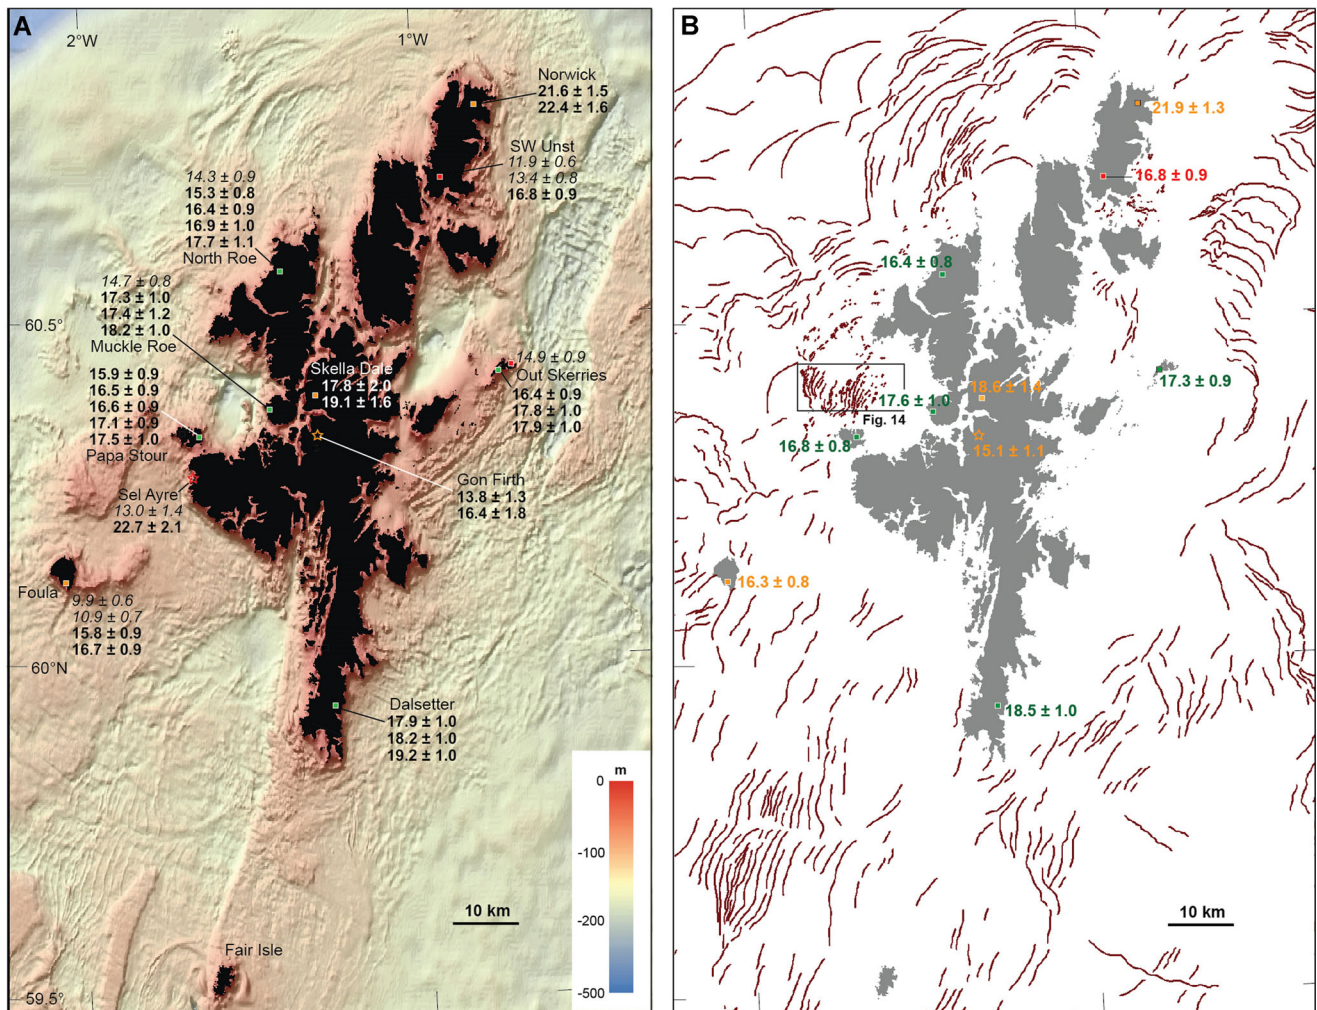 A
2°W
1°W
Norwick
21.6 ± 1.5
22.4 ± 1.6
SW Unst
11.9 ± 0.6
13.4 ± 0.8
16.8 ± 0.9
14.3 ± 0.9
15.3 ± 0.8
16.4 ± 0.9
16.9 ± 1.0
17.7 ± 1.1
North Roe
14.7 ± 0.8
17.3 ± 1.0
17.4 ± 1.2
18.2 ± 1.0
Muckle Roe
60.5°
15.9 ± 0.9
16.5 ± 0.9
16.6 ± 0.9
17.1 ± 0.9
17.5 ± 1.0
Papa Stour
Skella Dale
17.8 ± 2.0
19.1 ± 1.6
14.9 ± 0.9
Out Skerries
16.4 ± 0.9
17.8 ± 1.0
17.9 ± 1.0
Gon Firth
13.8 ± 1.3
16.4 ± 1.8
Sel Ayre
13.0 ± 1.4
22.7 ± 2.1
Foula
9.9 ± 0.6
10.9 ± 0.7
15.8 ± 0.9
16.7 ± 0.9
60°N
Dalsetter
17.9 ± 1.0
18.2 ± 1.0
19.2 ± 1.0
m
0
-100
-200
-500
10 km
Fair Isle
59.5°
B
21.9 ± 1.3
16.8 ± 0.9
16.4 ± 0.8
17.3 ± 0.9
18.6 ± 1.4
17.6 ± 1.0
Fig. 14
16.8 ± 0.8
15.1 ± 1.1
16.3 ± 0.8
18.5 ± 1.0
10 km